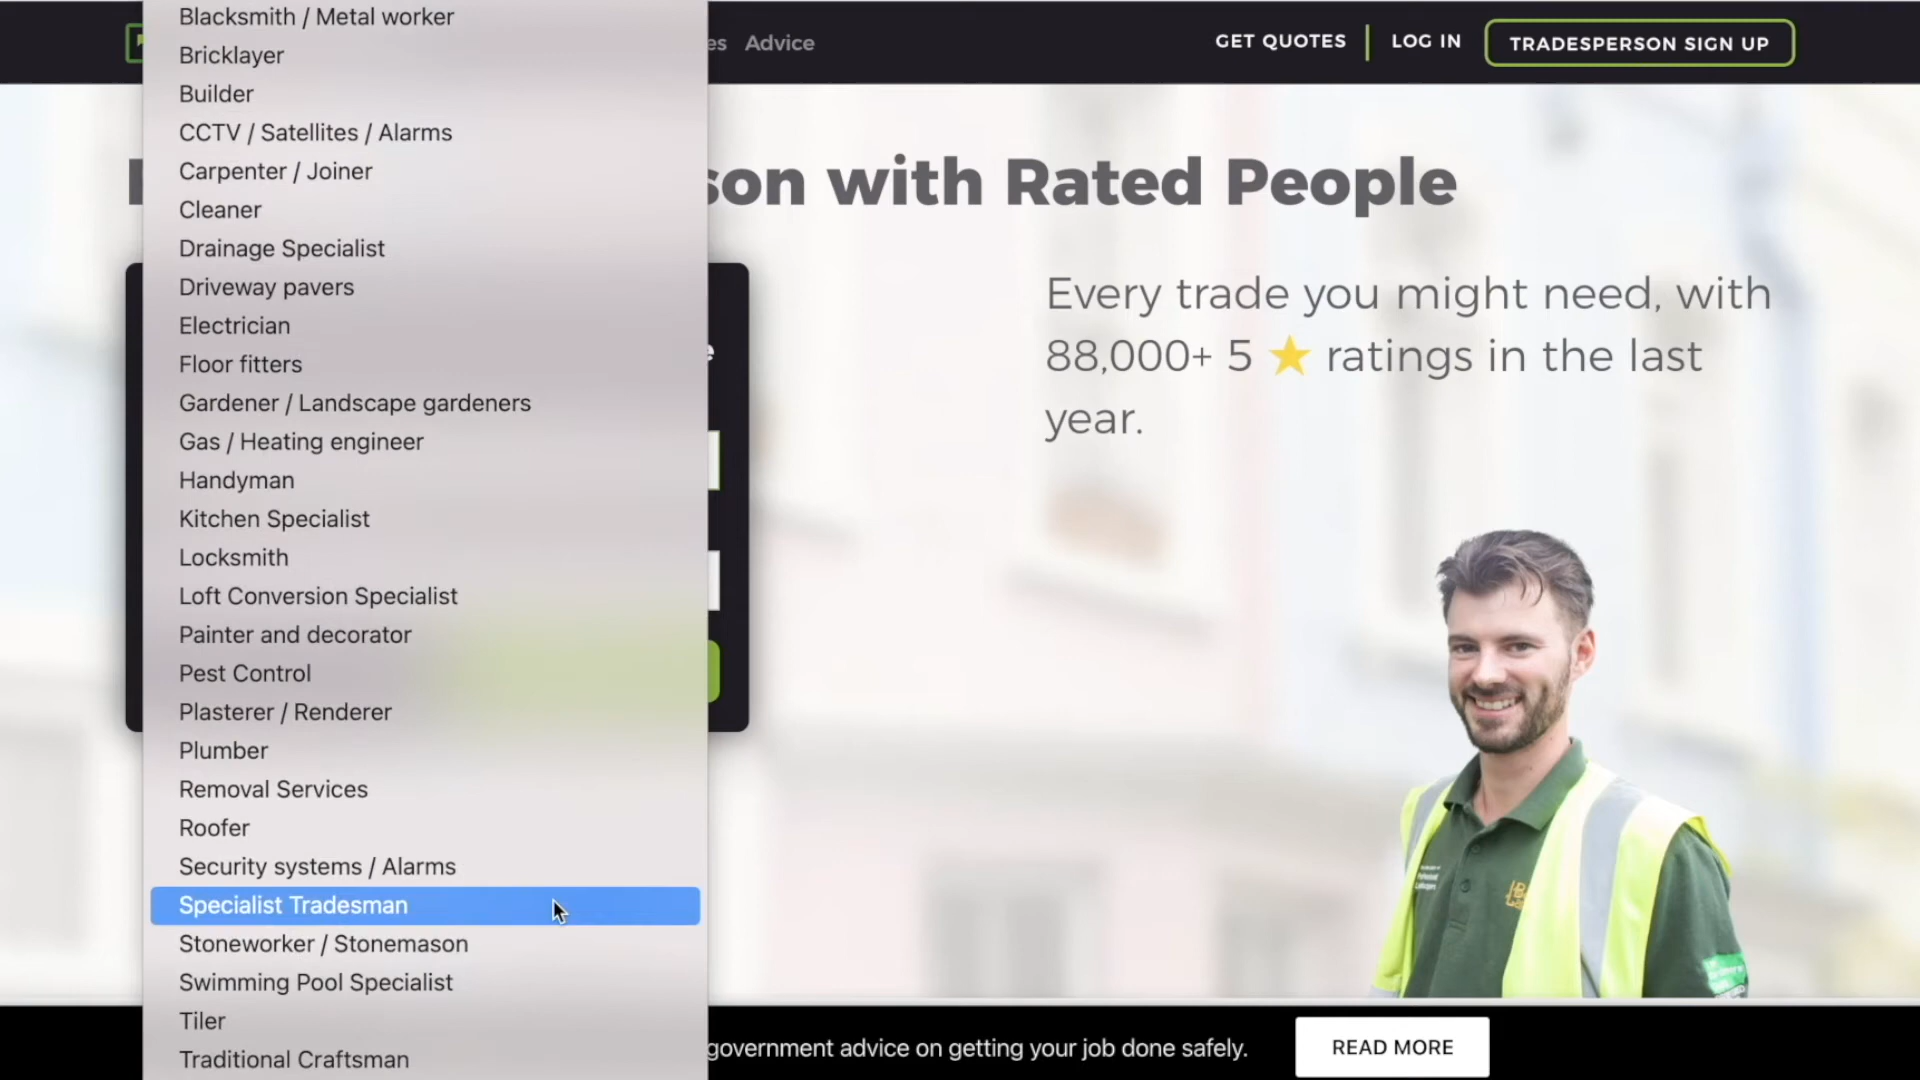 Blacksmith / Metal worker
Bricklayer
Builder
CCTV / Satellites / Alarms
Carpenter / Joiner
Cleaner
Drainage Specialist
Driveway pavers
Electrician
Floor fitters
Gardener / Landscape gardeners
Gas / Heating engineer
Handyman
Kitchen Specialist
Locksmith
Loft Conversion Specialist
Painter and decorator
Pest Control
Plasterer / Renderer
Plumber
Removal Services
Roofer
Security systems / Alarms
Specialist Tradesman
Stoneworker / Stonemason
Swimming Pool Specialist
Tiler
Traditional Craftsman
es Advice
GET QUOTES LOG IN TRADESPERSON SIGN UP
son with Rated People
Every trade you might need, with
88,000+ 5 ★ ratings in the last
year.
government advice on getting your job done safely.
READ MORE